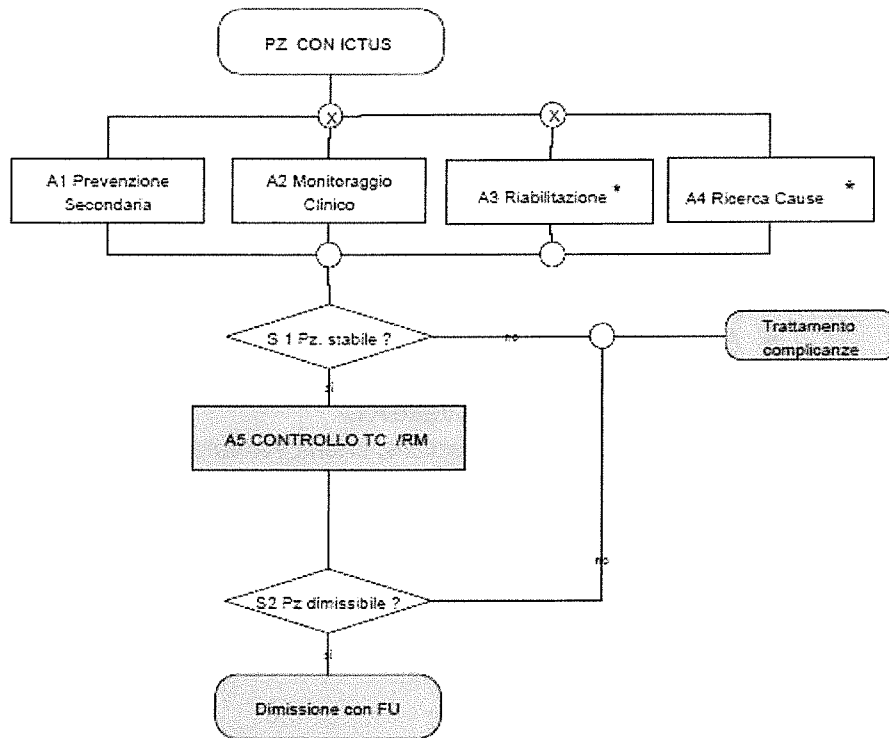 PZ CON ICTUS
X
X
A1 Prevenzione
Secondaria
A2 Monitoraggio
Clinico
A3 Riabilitazione *
A4 Ricerca Cause *
S 1 Pz. stabile ?
no
Trattamento
complicanze
si
A5 CONTROLLO TC /RM
no
S2 Pz dimissibile ?
si
Dimissione con FU